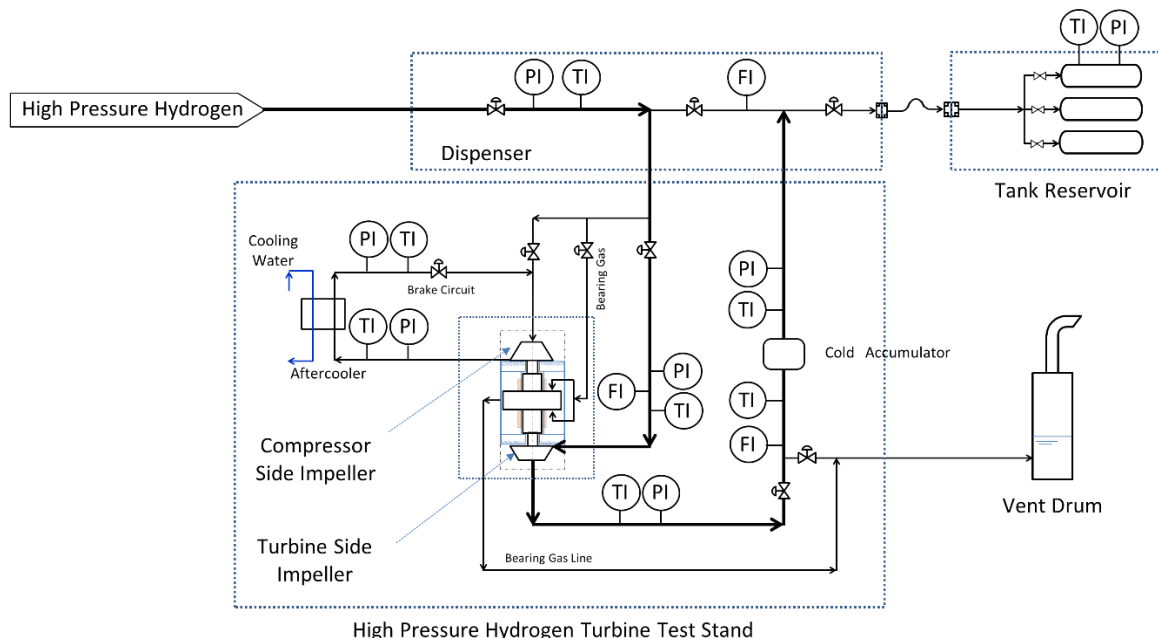 TI PI
PI TI FI
High Pressure Hydrogen
Dispenser
Tank Reservoir
Cooling
Water
PI TI
Bearing Gas
Brake Circuit
PI
TI
TI PI
Aftercooler
Cold Accumulator
PI
FI
TI
TI
FI
Compressor
Side Impeller
TI PI
Vent Drum
Turbine Side
Impeller
Bearing Gas Line
High Pressure Hydrogen Turbine Test Stand